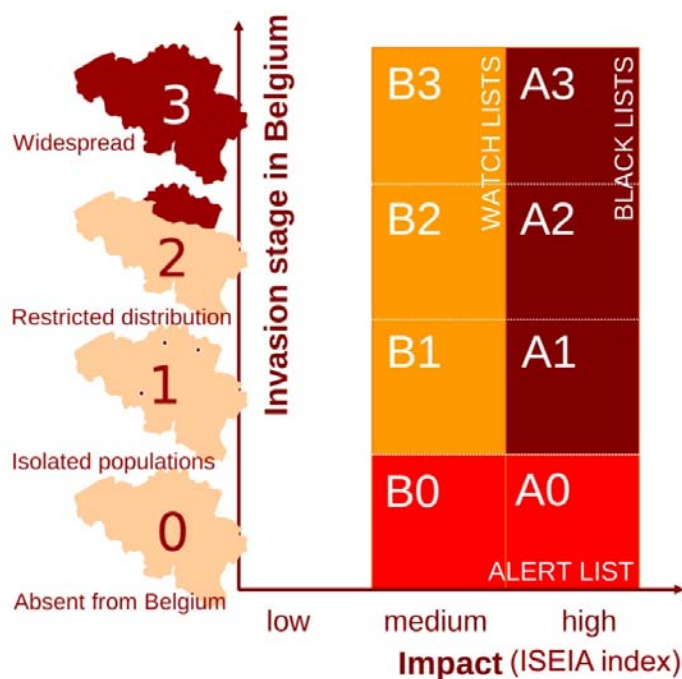 3
Widespread
2
Restricted distribution
1
Isolated populations
0
Absent from Belgium
Invasion stage in Belgium
B3
A3
B2
A2
B1
A1
B0
A0
WATCH LISTS
BLACK LISTS
ALERT LIST
low
medium
high
Impact (ISEIA index)